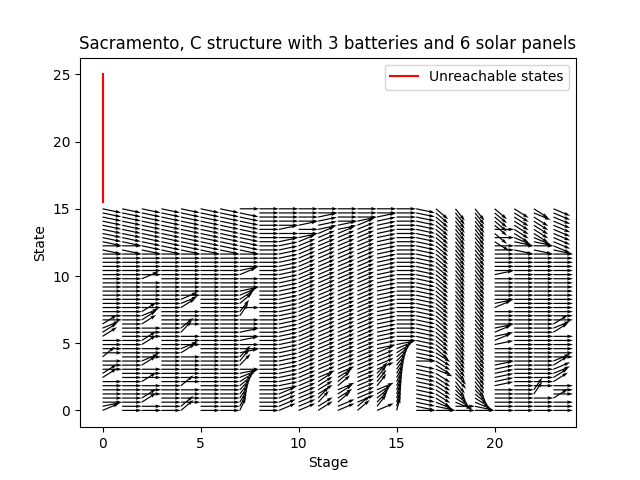 Sacramento, C structure with 3 batteries and 6 solar panels
Unreachable states
25
20
15
10
5
0
State
0 5 10 15 20
Stage